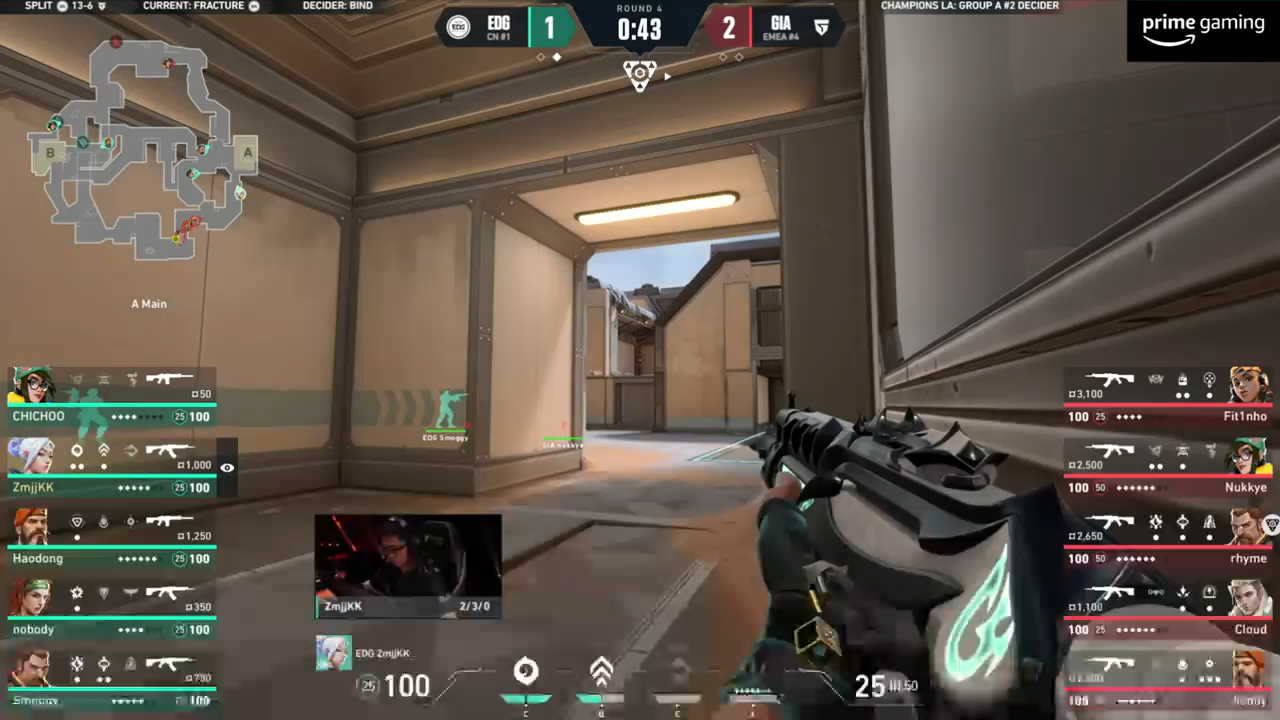 SPLIT 13-6 CURRENT: FRACTURE DECIDER: BIND
EDG
CN #1
1
ROUND 4
0:43
2
GIA
EMEA #4
CHAMPIONS LA: GROUP A #2 DECIDER
prime gaming
B
A
A Main
50
CHICHOO
25 100
1,000
ZmjjKK
25 100
1,250
Haodong
25 100
350
nobody
25 100
100
EDG Smoggy
GIA nukkye
ZmjjKK 2/3/0
EDG ZmjjKK
25 100
C
Q
E
25 50
3,100
100 25 Fit1nho
2,500
100 50 Nukkye
2,650
100 50 rhyme
1,100
100 25 Cloud
100